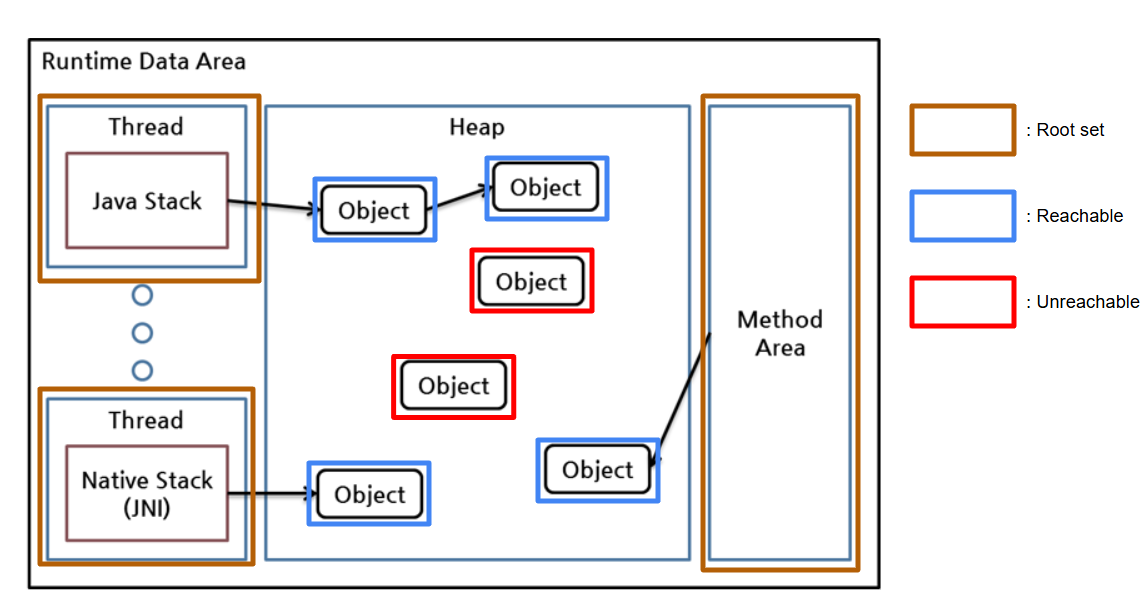 Runtime Data Area
Thread
Java Stack
Heap
Object
Object
Object
Object
Object
Method
Area
Thread
Native Stack
(JNI)
Object
: Root set
: Reachable
: Unreachable